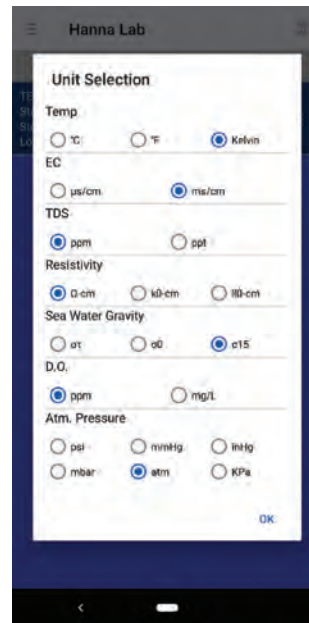 Hanna Lab
Unit Selection
Temp
°C °F Kelvin
EC
µs/cm ms/cm
TDS
ppm ppt
Resistivity
Ω-cm kΩ-cm MΩ-cm
Sea Water Gravity
σt σ0 σ15
D.O.
ppm mg/L
Atm. Pressure
psi mmHg inHg
mbar atm KPa
OK